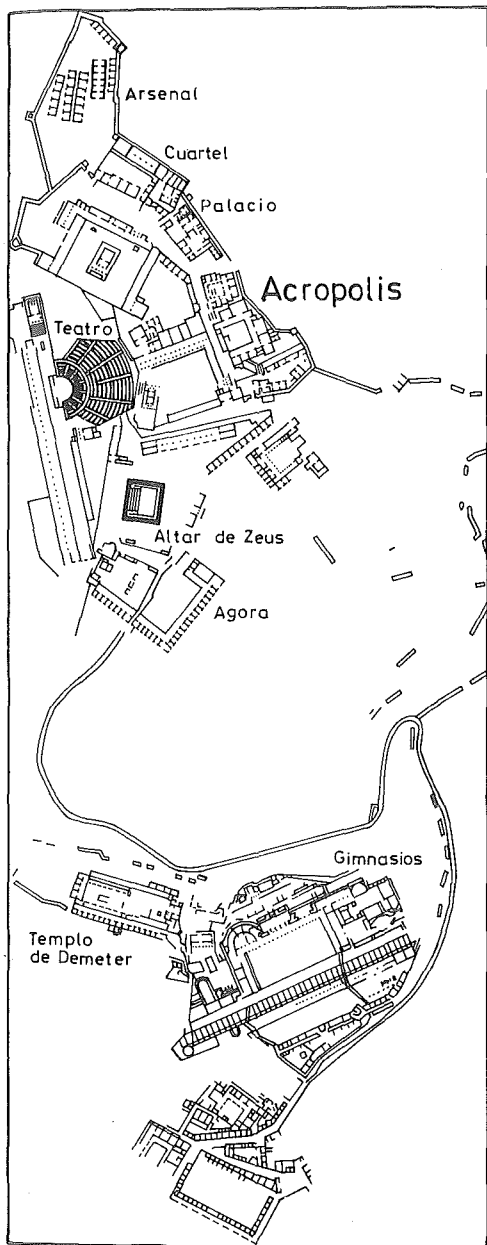 Arsenal
Cuartel
Palacio
Acropolis
Teatro
Altar de Zeus
Agora
Gimnasios
Templo
de Demeter